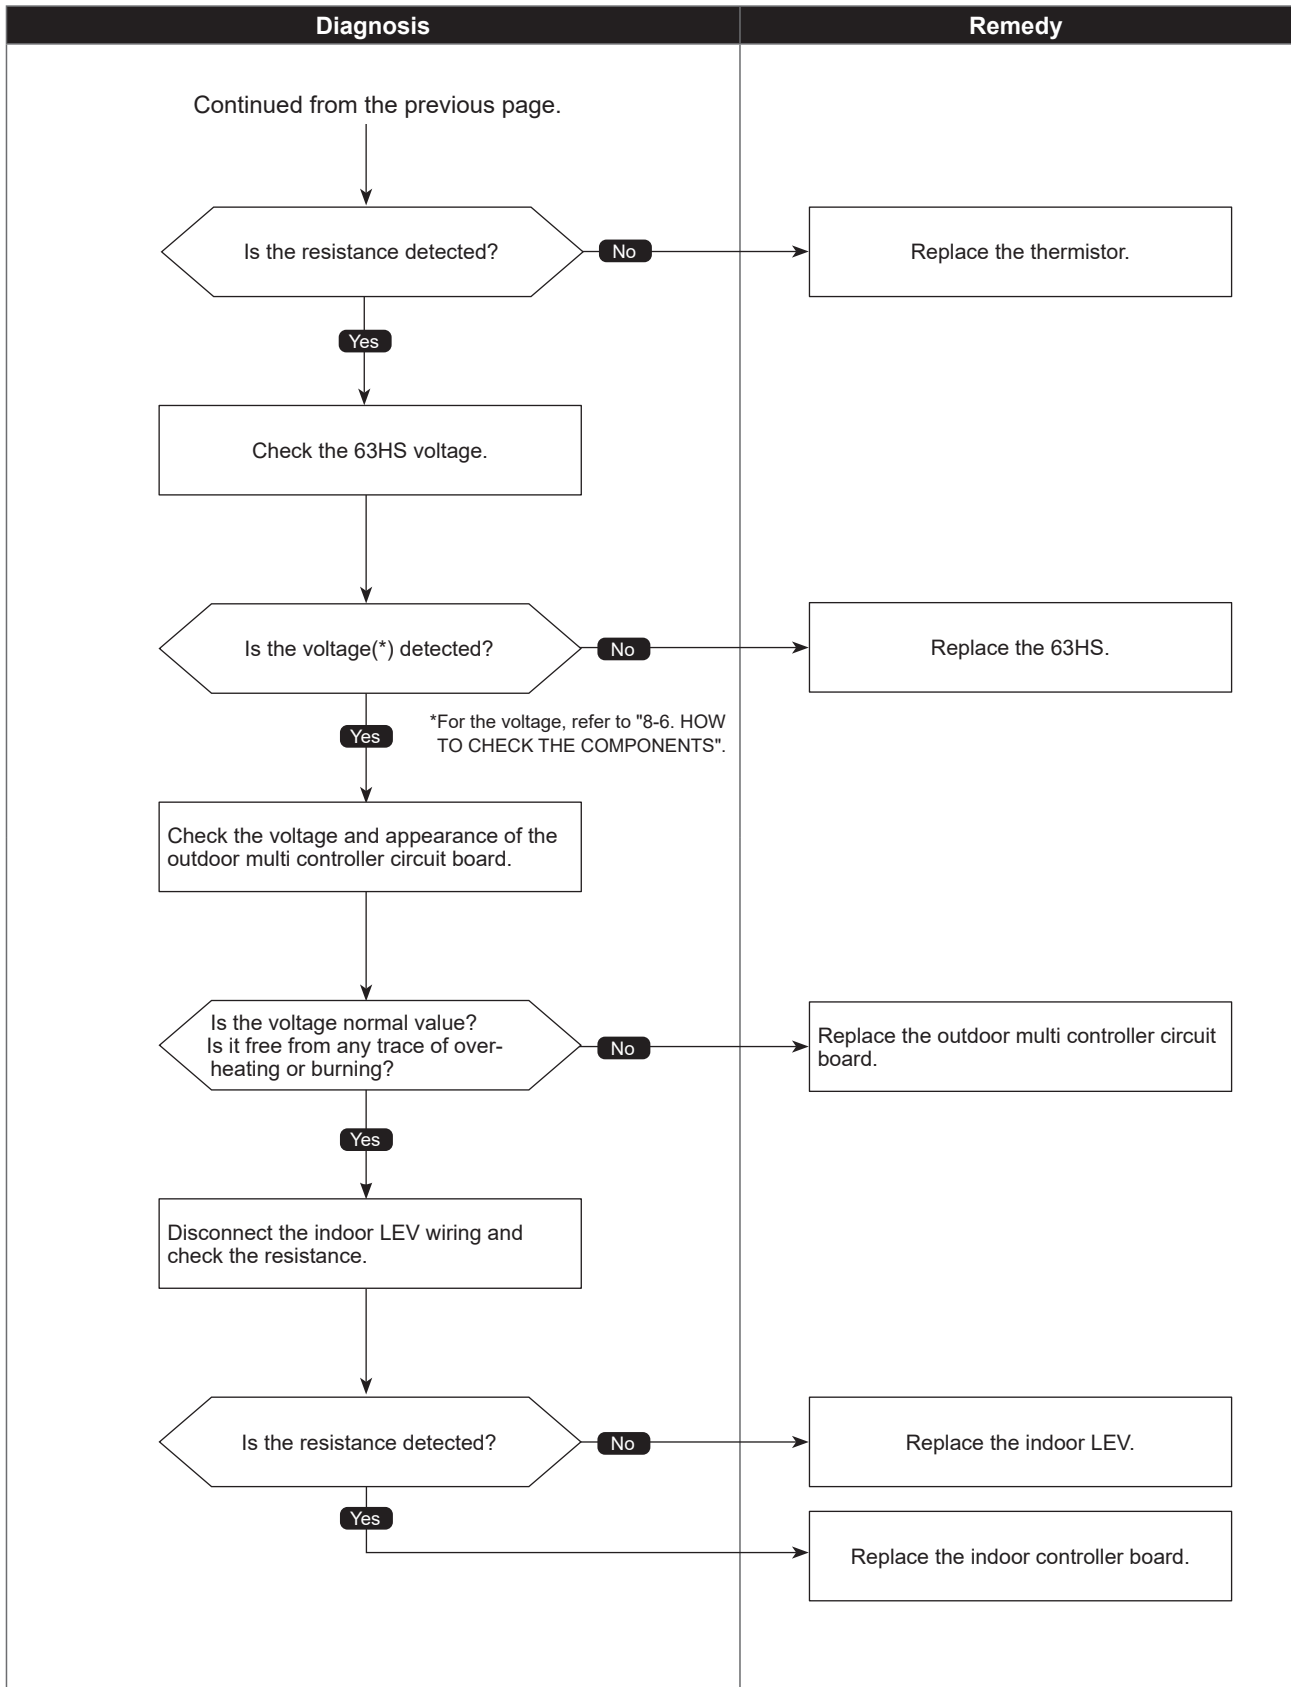 Diagnosis
Remedy
Continued from the previous page.
Is the resistance detected?
No
Replace the thermistor.
Yes
Check the 63HS voltage.
Is the voltage(*) detected?
No
Replace the 63HS.
Yes
*For the voltage, refer to "8-6. HOW
TO CHECK THE COMPONENTS".
Check the voltage and appearance of the
outdoor multi controller circuit board.
Is the voltage normal value?
Is it free from any trace of over-
heating or burning?
No
Replace the outdoor multi controller circuit
board.
Yes
Disconnect the indoor LEV wiring and
check the resistance.
Is the resistance detected?
No
Replace the indoor LEV.
Yes
Replace the indoor controller board.